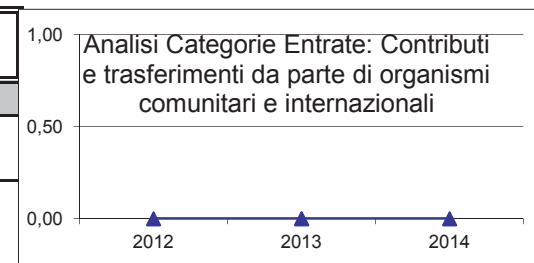 Analisi Categorie Entrate: Contributi
e trasferimenti da parte di organismi
comunitari e internazionali
1,00
0,50
0,00
2012 2013 2014